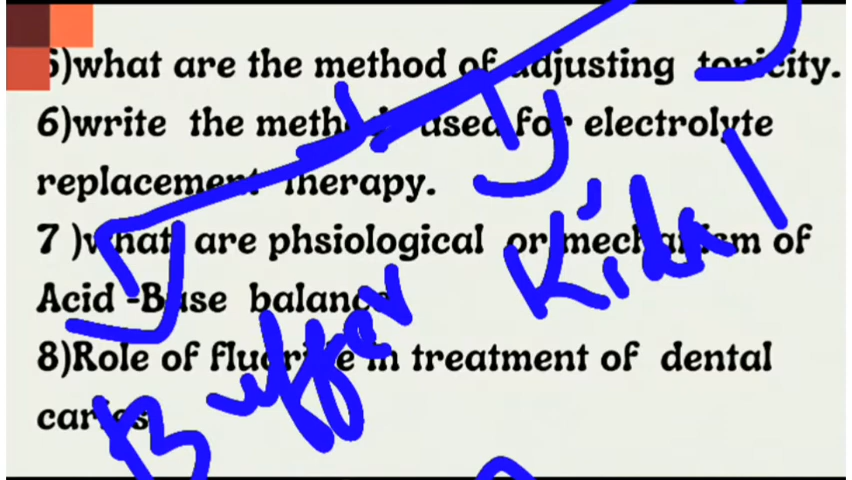 5)what are the method of adjusting tonicity.
6)write the methods used for electrolyte
replacement therapy.
7 )what are phsiological or mechanism of
Acid -Base balance
8)Role of fluoride in treatment of dental
caries
Buffer